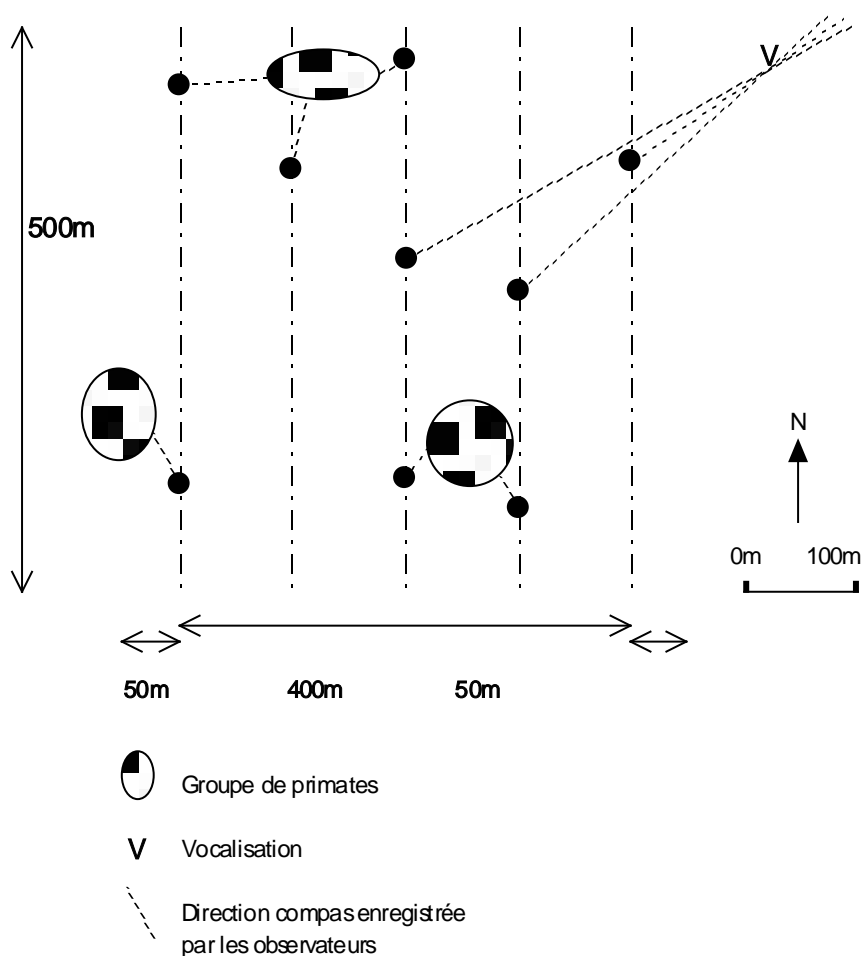 V
500m
N
0m 100m
50m 400m 50m
Groupe de primates
V Vocalisation
Direction compas enregistrée
par les observateurs